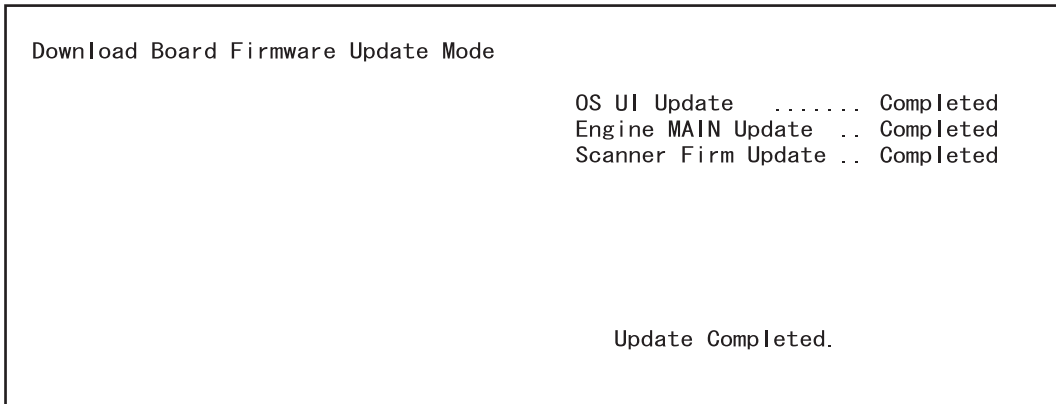 Download Board Firmware Update Mode
OS UI Update ....... Completed
Engine MAIN Update .. Completed
Scanner Firm Update .. Completed
Update Completed.